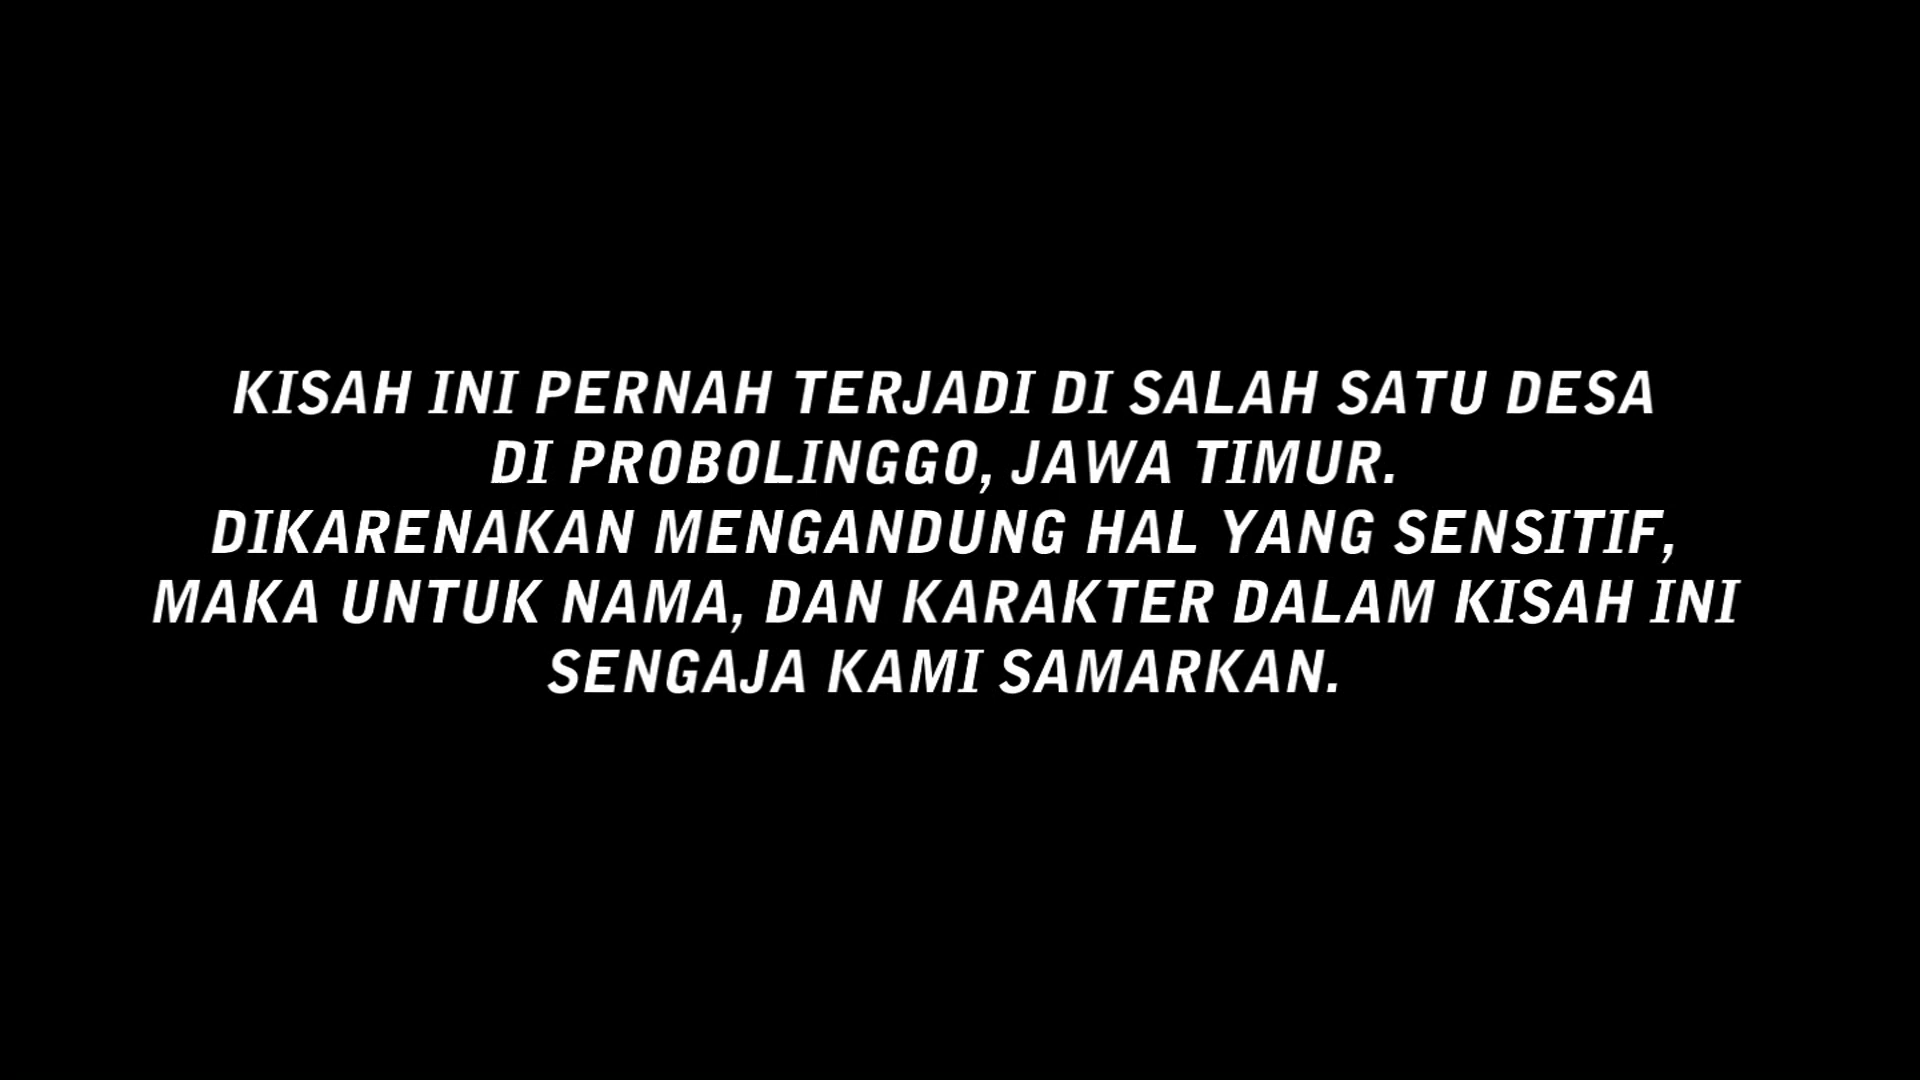 KISAH INI PERNAH TERJADI DI SALAH SATU DESA
DI PROBOLINGGO, JAWA TIMUR.
DIKARENAKAN MENGANDUNG HAL YANG SENSITIF,
MAKA UNTUK NAMA, DAN KARAKTER DALAM KISAH INI
SENGAJA KAMI SAMARKAN.